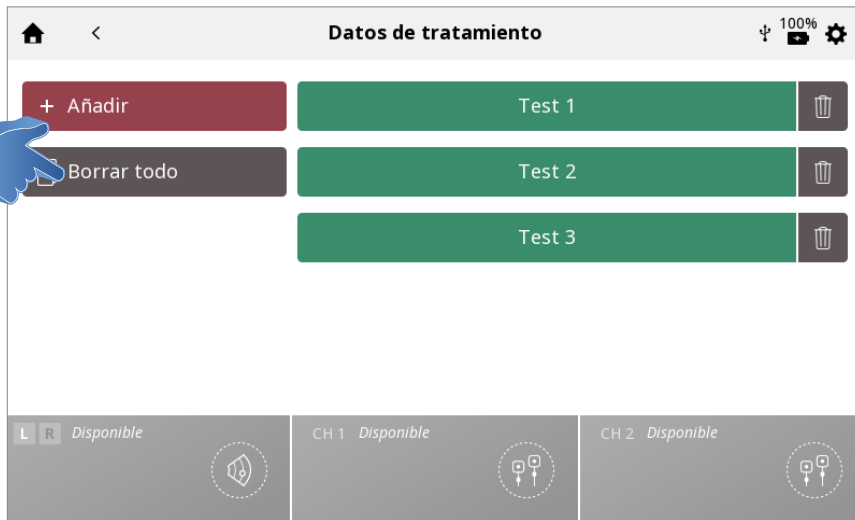 Datos de tratamiento
100%
+ Añadir
Test 1
Borrar todo
Test 2
Test 3
L R Disponible
CH 1 Disponible
CH 2 Disponible